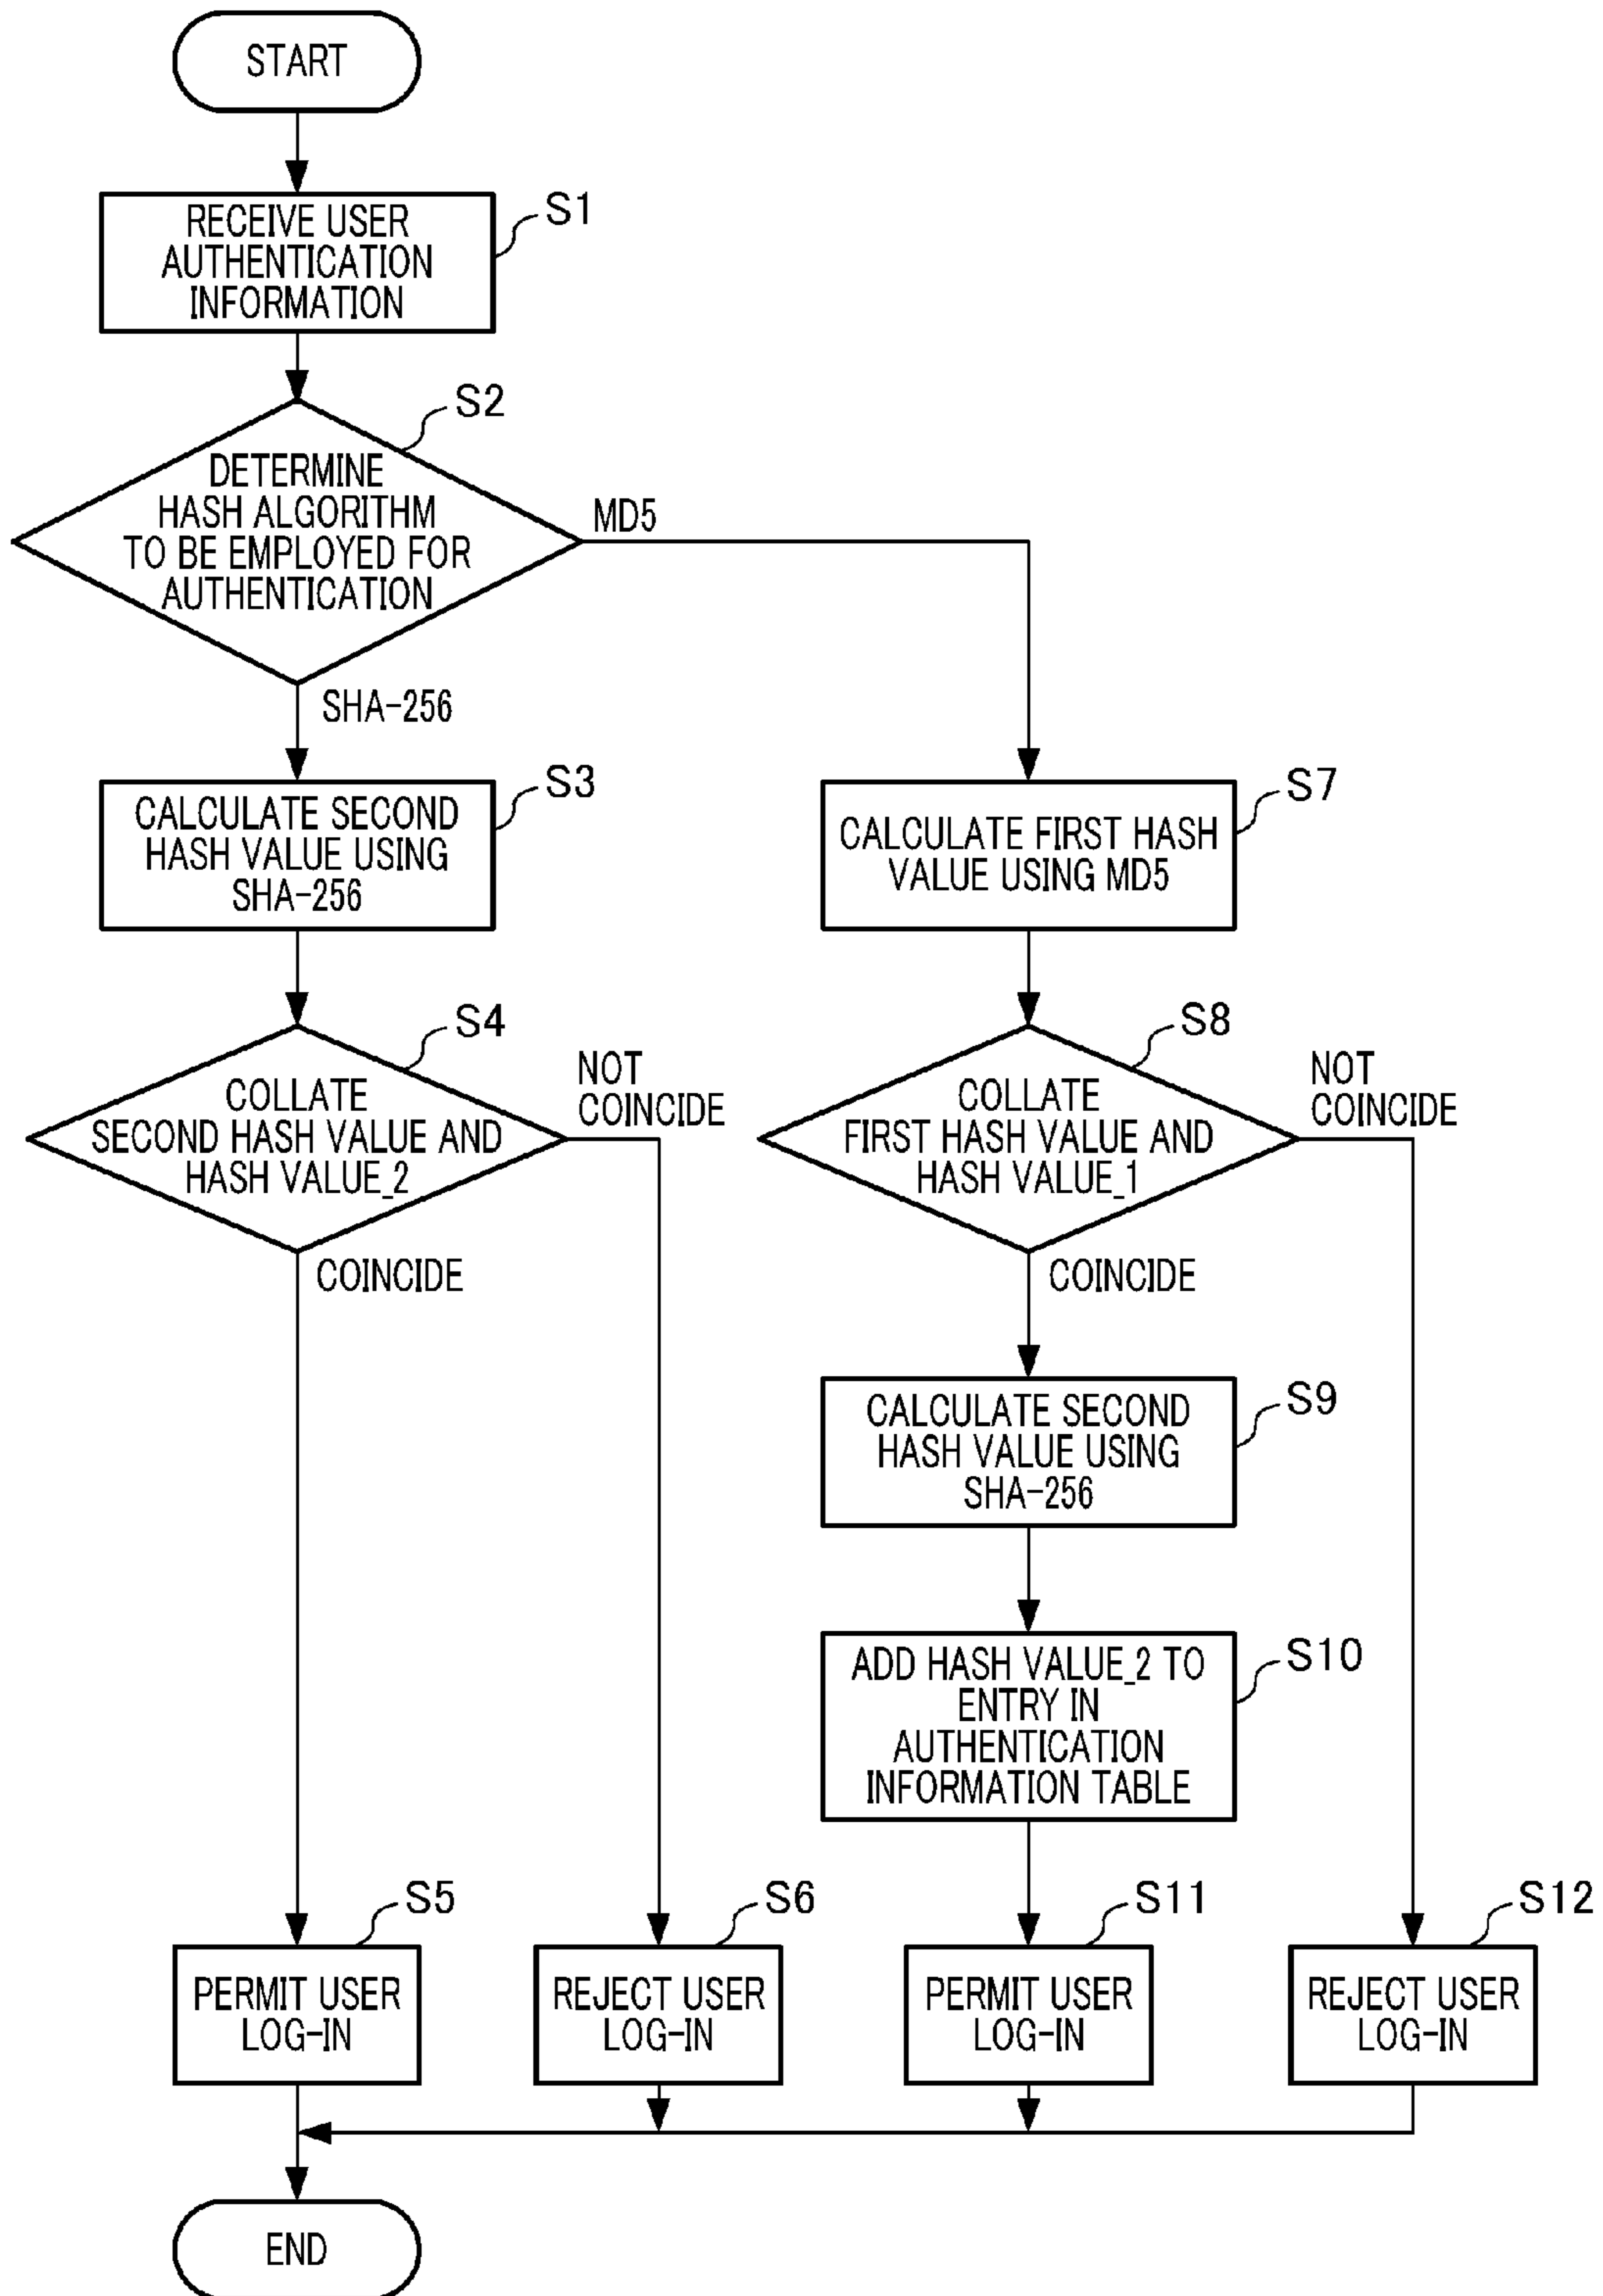 START
RECEIVE USER
AUTHENTICATION
INFORMATION
S1
S2
DETERMINE
HASH ALGORITHM
TO BE EMPLOYED FOR
AUTHENTICATION
MD5
SHA-256
S3
CALCULATE SECOND
HASH VALUE USING
SHA-256
S7
CALCULATE FIRST HASH
VALUE USING MD5
S4
COLLATE
SECOND HASH VALUE AND
HASH VALUE_2
NOT
COINCIDE
COINCIDE
S8
COLLATE
FIRST HASH VALUE AND
HASH VALUE_1
NOT
COINCIDE
COINCIDE
S9
CALCULATE SECOND
HASH VALUE USING
SHA-256
S10
ADD HASH VALUE_2 TO
ENTRY IN
AUTHENTICATION
INFORMATION TABLE
S5
PERMIT USER
LOG-IN
S6
REJECT USER
LOG-IN
S11
PERMIT USER
LOG-IN
S12
REJECT USER
LOG-IN
END